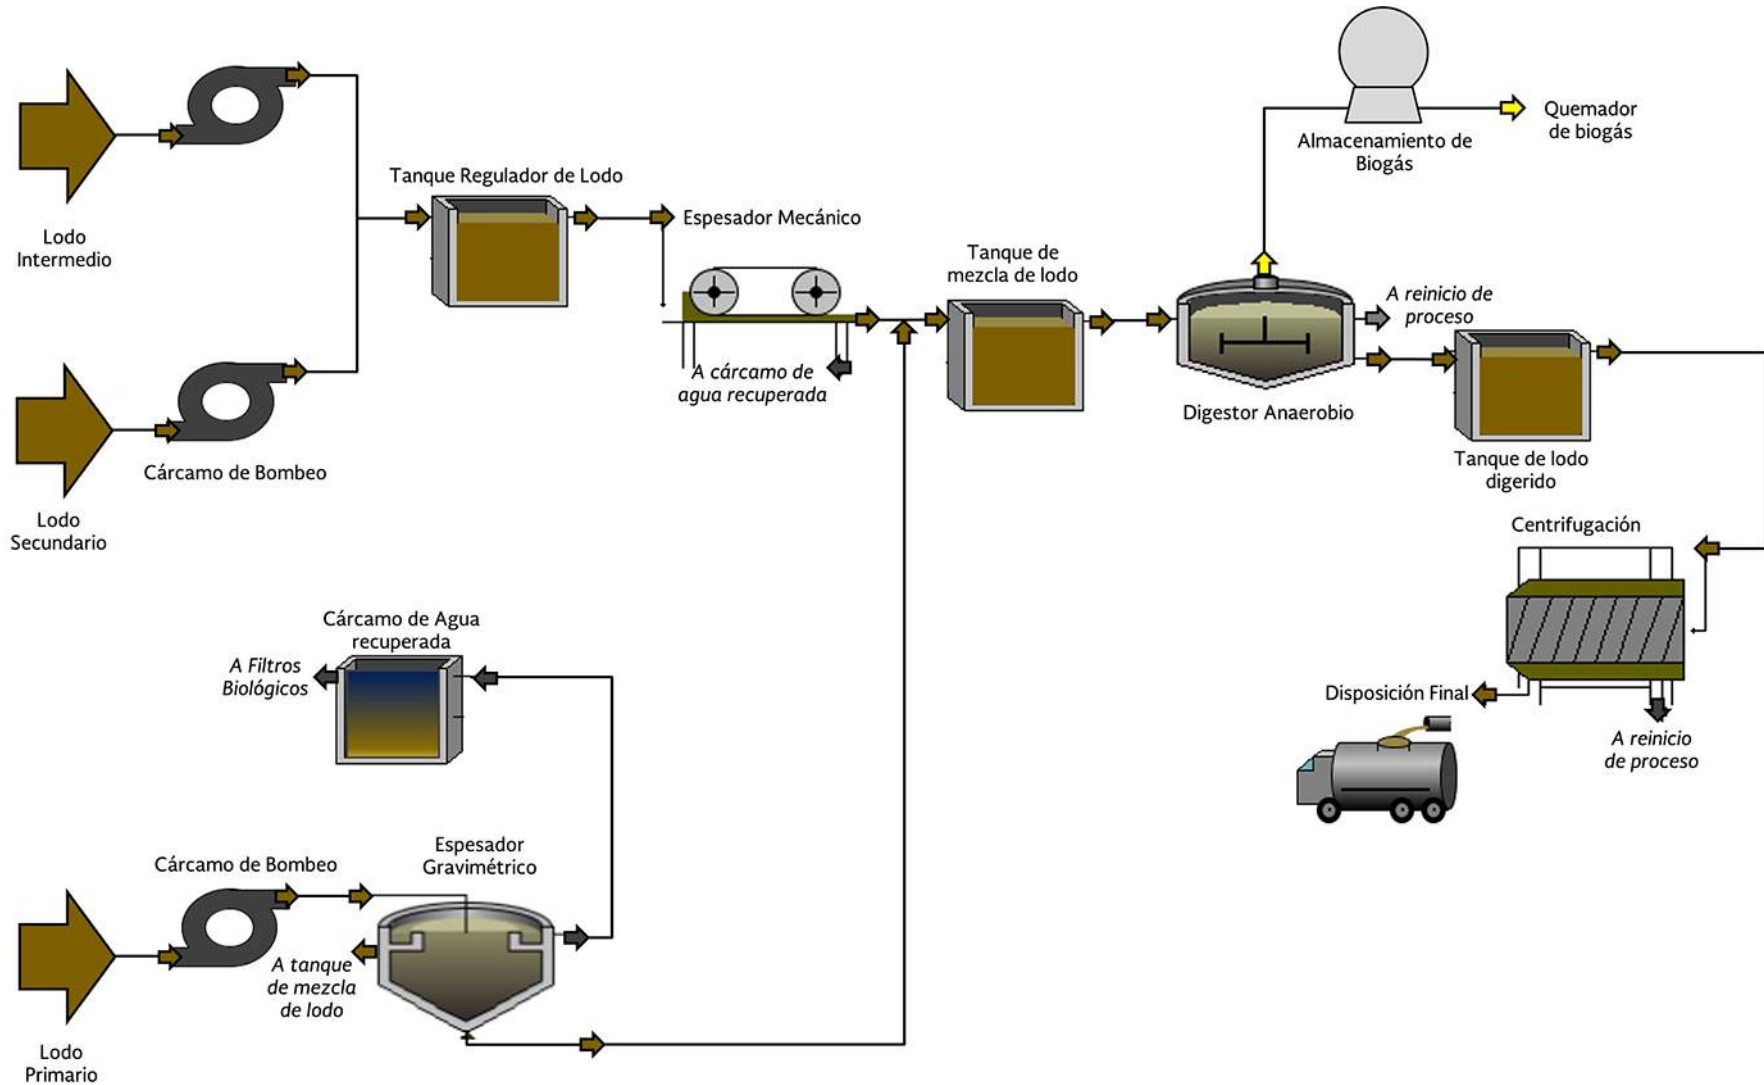 Lodo
Intermedio
Tanque Regulador de Lodo
Espesador Mecánico
A cárcamo de
agua recuperada
Tanque de
mezcla de lodo
Almacenamiento de
Biogás
Quemador
de biogás
Digestor Anaerobio
A reinicio de
proceso
Tanque de lodo
digerido
Cárcamo de Bombeo
Lodo
Secundario
Centrifugación
Disposición Final
A reinicio
de proceso
Cárcamo de Agua
recuperada
A Filtros
Biológicos
Cárcamo de Bombeo
Espesador
Gravimétrico
A tanque
de mezcla
de lodo
Lodo
Primario